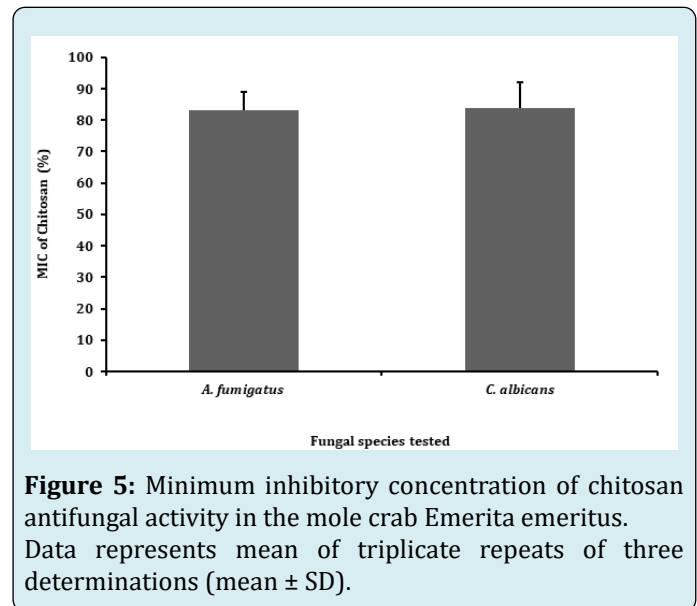 100
90
80
70
60
50
40
30
20
10
0
MIC of Chitosan (%)
A. fumigatus
C. albicans
Fungal species tested
Figure 5: Minimum inhibitory concentration of chitosan
antifungal activity in the mole crab Emerita emeritus.
Data represents mean of triplicate repeats of three
determinations (mean ± SD).